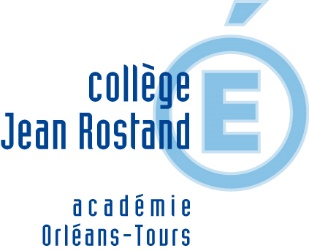 collège
Jean Rostand
É
académie
Orléans-Tours